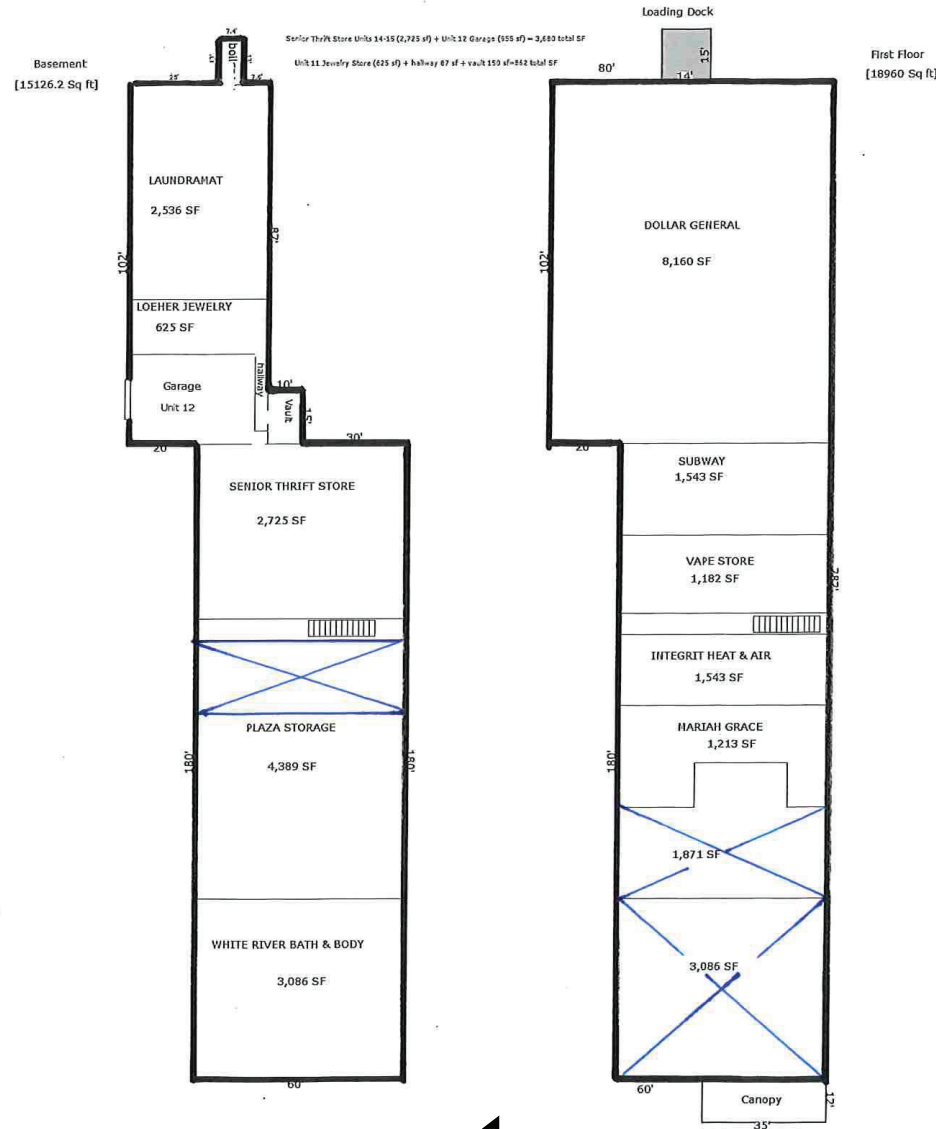 Loading Dock
7.4'
boil
Senior Thrift Store Units 14-15 (2,725 sf) + Unit 12 Garage (955 sf) = 3,680 total SF
Unit 11 Jewelry Store (625 sf) + hallway 87 sf + vault 150 sf=862 total SF
Basement
[15126.2 Sq ft]
25'
7.6'
80'
14'
15'
First Floor
[18960 Sq ft]
LAUNDRAMAT
2,536 SF
102'
87'
LOEHER JEWELRY
625 SF
Garage
Unit 12
hallway
10'
Vault
15'
20
30'
DOLLAR GENERAL
8,160 SF
102'
20
SENIOR THRIFT STORE
2,725 SF
SUBWAY
1,543 SF
VAPE STORE
1,182 SF
INTEGRIT HEAT & AIR
1,543 SF
MARIAH GRACE
1,213 SF
PLAZA STORAGE
4,389 SF
180'
180'
180'
1,871 SF
WHITE RIVER BATH & BODY
3,086 SF
3,086 SF
60
60'
Canopy
12'
35'